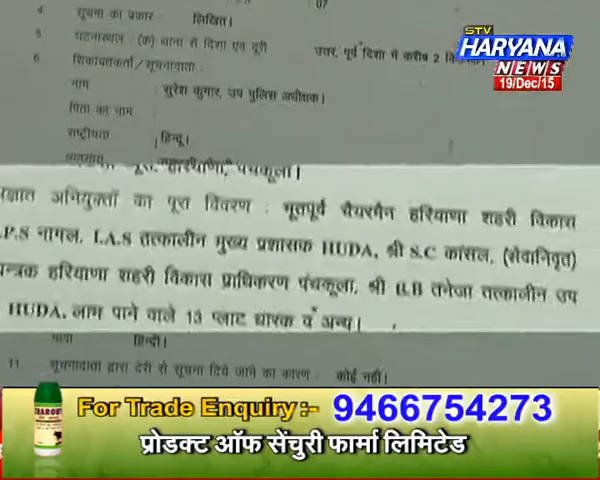 07
4 सूचना का प्रकार : लिखित।
5 घटनास्थल : (क) थाना से दिशा एवं दूरी उत्तर, पूर्व दिशा में करीब 2
6 शिकायतकर्ता / सूचनादाता :
नाम : सुरेश कुमार, उप पुलिस अधीक्षक।
पिता का नाम
राष्ट्रीयता : हिन्दू।
हरियाणा, पंचकूला।
अभियुक्तों का पूरा विवरण : भूतपूर्व चैयरमैन हरियाणा शहरी विकास
.P.S नागल, I.A.S तत्कालीन मुख्य प्रशासक HUDA, श्री S.C कांसल, (सेवानिवृत)
हरियाणा शहरी विकास प्राधिकरण पंचकूला, श्री B.B तनेजा तत्कालीन उप
HUDA, लाभ पाने वाले 13 प्लाट धारक व अन्य।
भाषा : हिन्दी।
11 सूचनादाता द्वारा देरी से सूचना दिये जाने का कारण : कोई नहीं।
STV
HARYANA
NEWS
19/Dec/15
For Trade Enquiry :- 9466754273
प्रोडक्ट ऑफ सेंचुरी फार्मा लिमिटेड